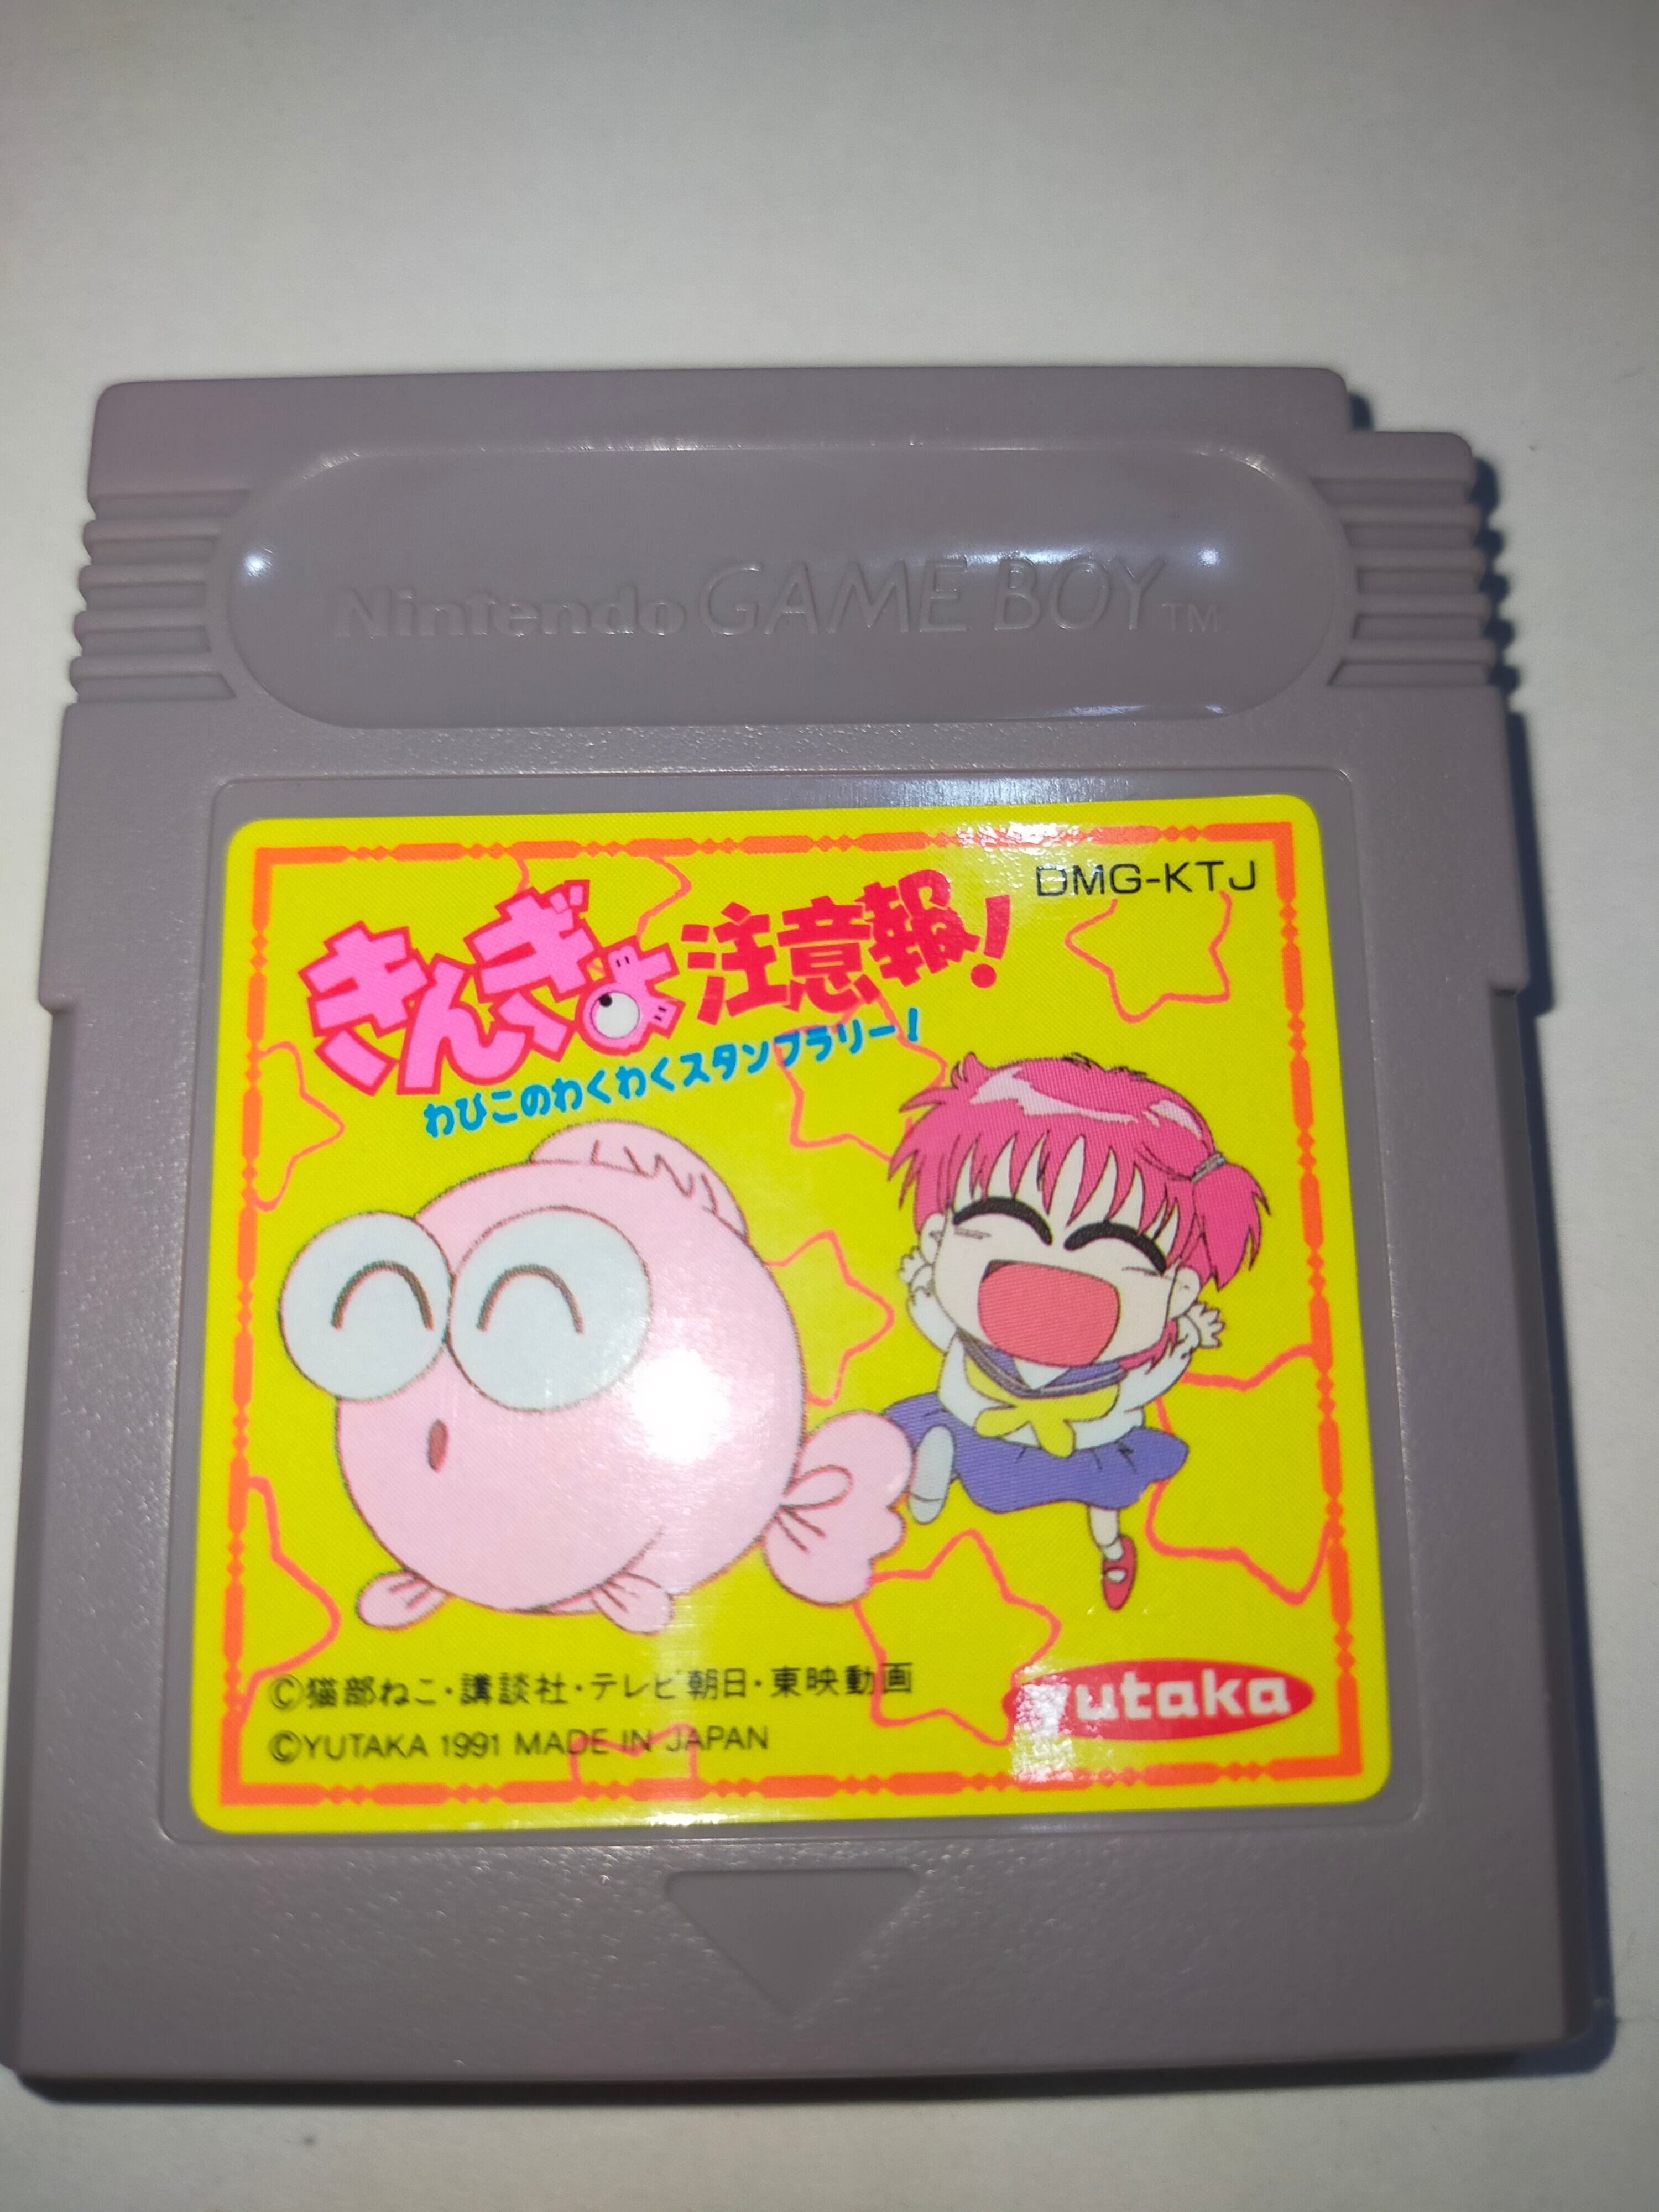 Nintendo GAME BOY TM
DMG-KTJ
きんぎょ注意報!
わぴこのわくわくスタンプラリー!
©猫部ねこ・講談社・テレビ朝日・東映動画
©YUTAKA 1991 MADE IN JAPAN
yutaka